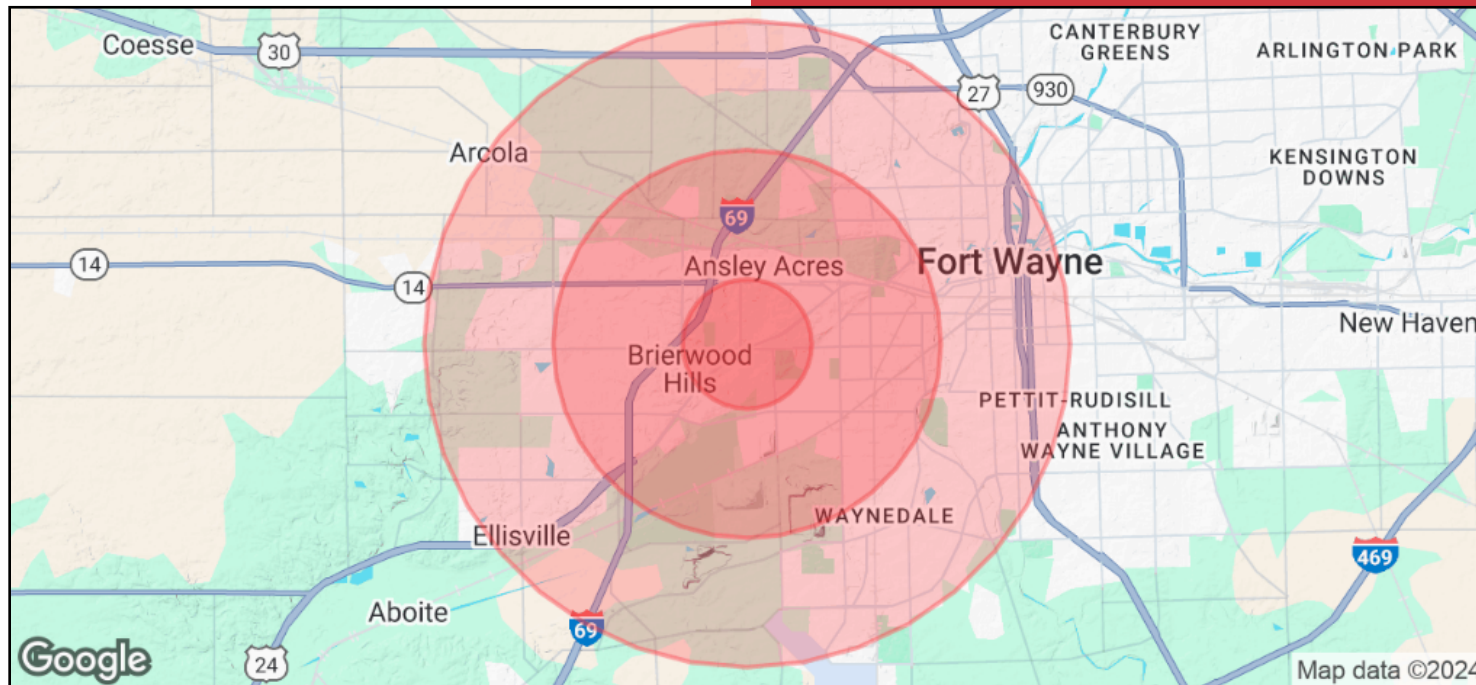 CANTERBURY
GREENS
Coesse
30
ARLINGTON PARK
27
930
Arcola
KENSINGTON
DOWNS
69
14
Ansley Acres
Fort Wayne
14
New Haven
Brierwood
Hills
PETTIT-RUDISILL
ANTHONY
WAYNE VILLAGE
WAYNEDALE
Ellisville
469
Aboite
69
24
Google
Map data ©2024